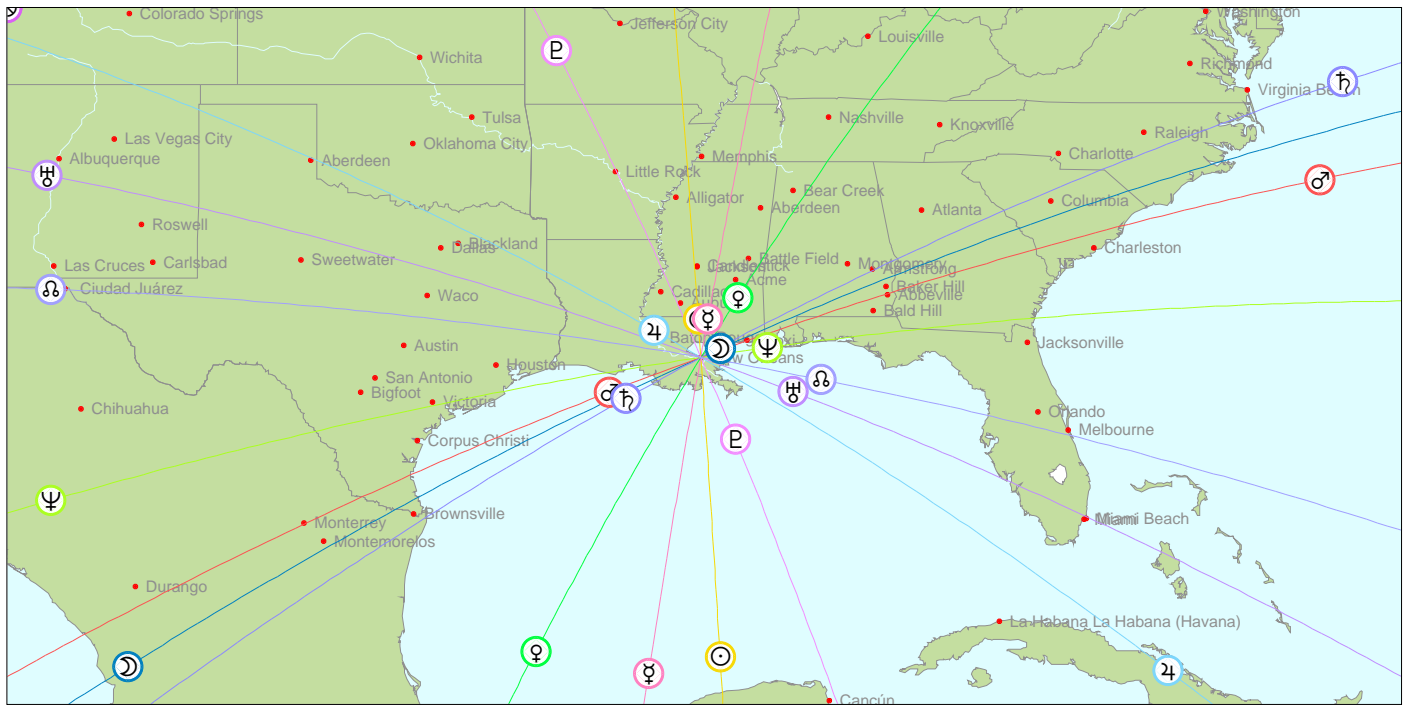 Colorado Springs
Jefferson City
Washington
Louisville
Wichita
Richmond
Virginia Beach
Tulsa
Nashville
Knoxville
Raleigh
Las Vegas City
Oklahoma City
Albuquerque
Aberdeen
Memphis
Charlotte
Little Rock
Alligator
Bear Creek
Aberdeen
Columbia
Atlanta
Roswell
Blackland
Dallas
Charleston
Sweetwater
Carlsbad
Las Cruces
Battle Field
Montgomery
Armstrong
Acme
Ciudad Juárez
Waco
Cadillac
Baker Hill
Abbeville
Bald Hill
Austin
Jacksonville
Houston
San Antonio
Bigfoot
Victoria
Chihuahua
Orlando
Melbourne
Corpus Christi
Brownsville
Monterrey
Miami Beach
Montemorelos
Durango
La Habana La Habana (Havana)
Cancún